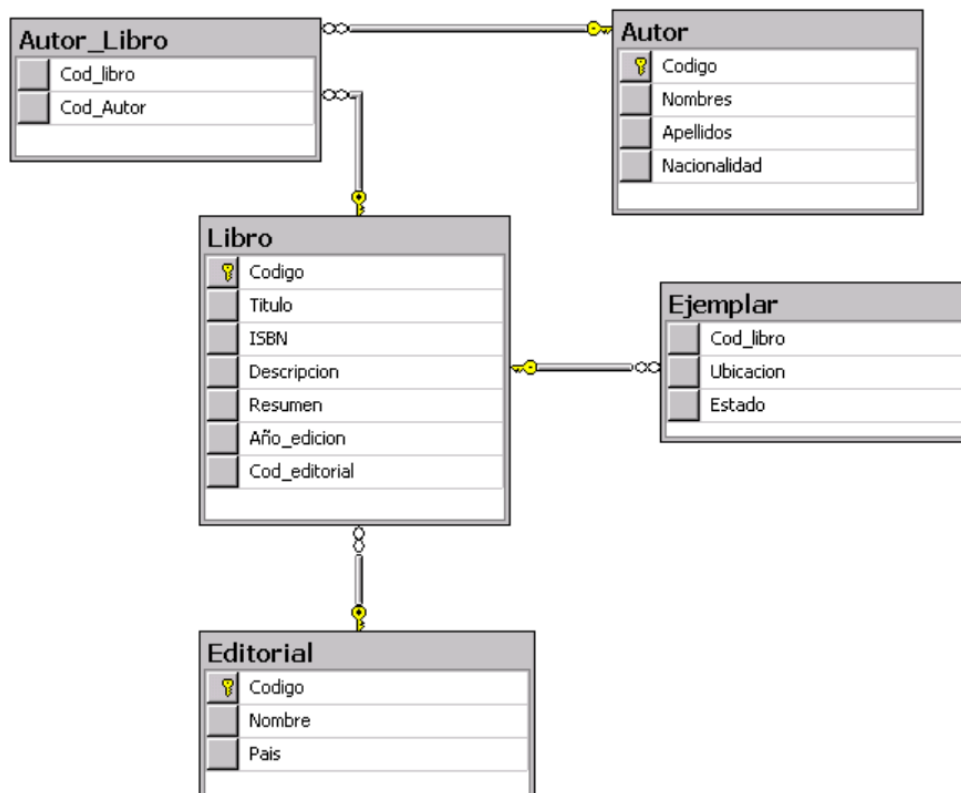 Autor_Libro
Cod_libro
Cod_Autor
Autor
Codigo
Nombres
Apellidos
Nacionalidad
Libro
Codigo
Titulo
ISBN
Descripcion
Resumen
Año_edicion
Cod_editorial
Ejemplar
Cod_libro
Ubicacion
Estado
Editorial
Codigo
Nombre
Pais